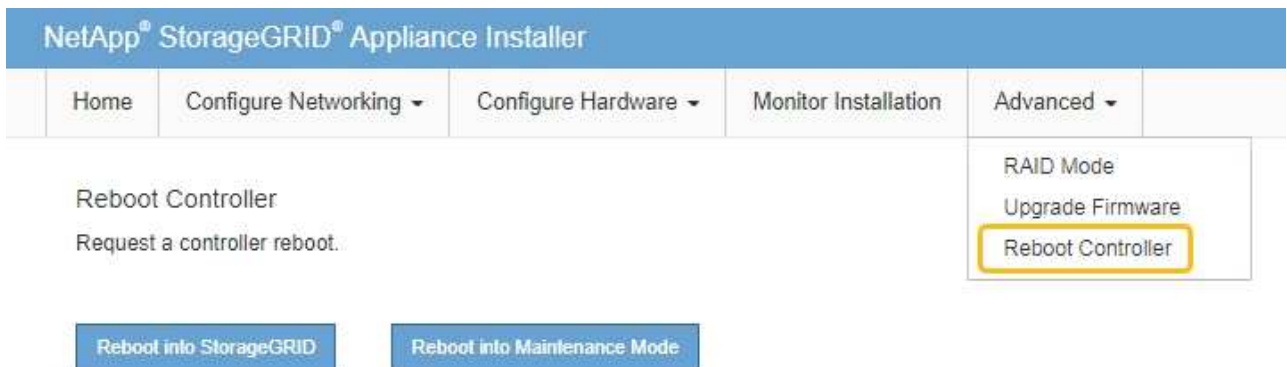 NetApp® StorageGRID® Appliance Installer
Home Configure Networking Configure Hardware Monitor Installation Advanced
RAID Mode
Upgrade Firmware
Reboot Controller
Reboot Controller
Request a controller reboot.
Reboot into StorageGRID Reboot into Maintenance Mode